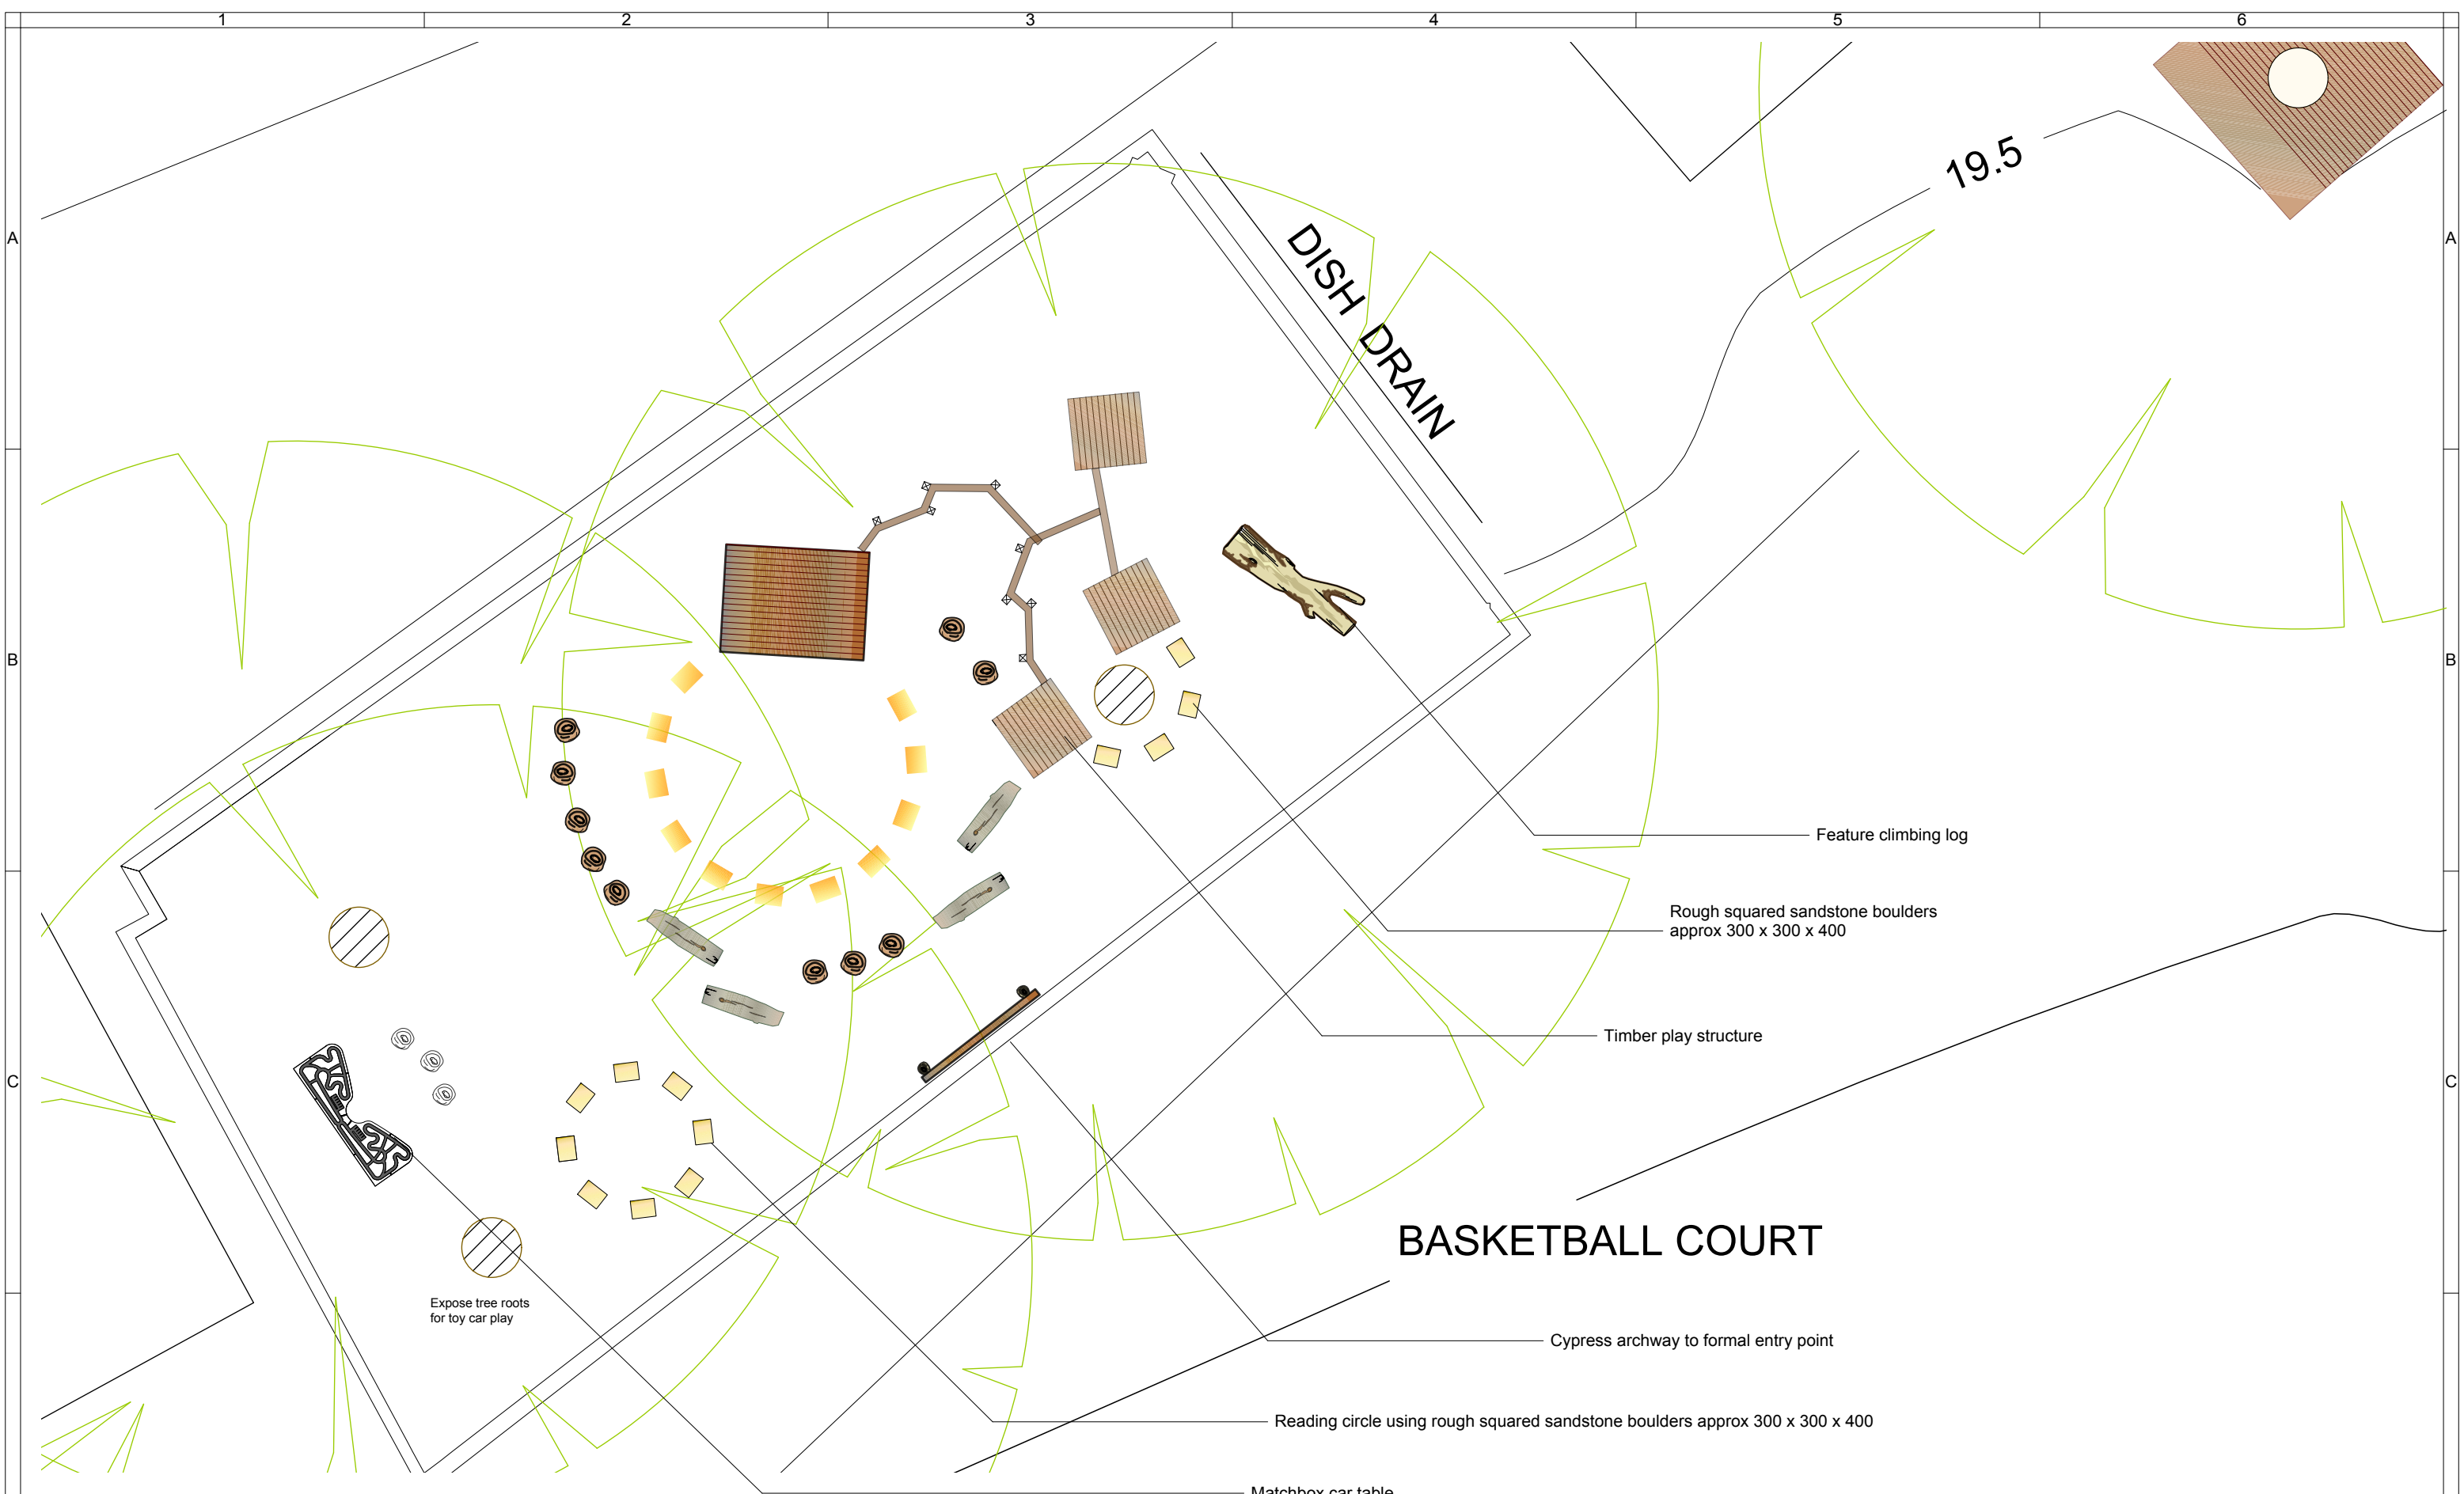 1 2 3 4 5 6
A A
19.5
DISH DRAIN
B B
Feature climbing log
Rough squared sandstone boulders
approx 300 x 300 x 400
Timber play structure
C C
BASKETBALL COURT
Expose tree roots
for toy car play
Cypress archway to formal entry point
Reading circle using rough squared sandstone boulders approx 300 x 300 x 400
Matchbox car table